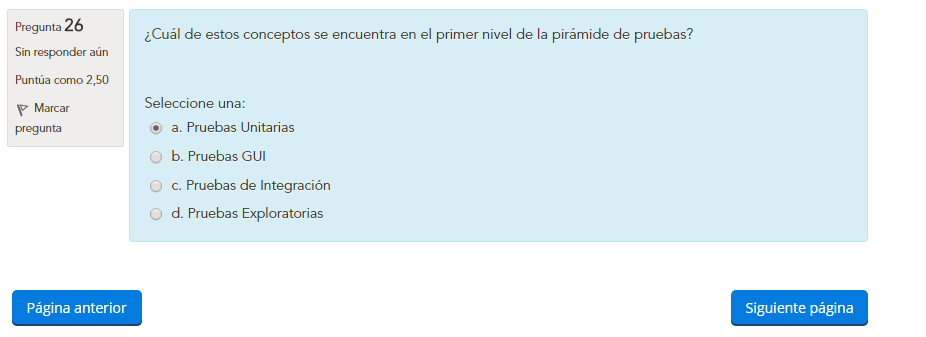 Pregunta 26
Sin responder aún
Puntúa como 2,50
Marcar
pregunta
¿Cuál de estos conceptos se encuentra en el primer nivel de la pirámide de pruebas?
Seleccione una:
a. Pruebas Unitarias
b. Pruebas GUI
c. Pruebas de Integración
d. Pruebas Exploratorias
Página anterior
Siguiente página